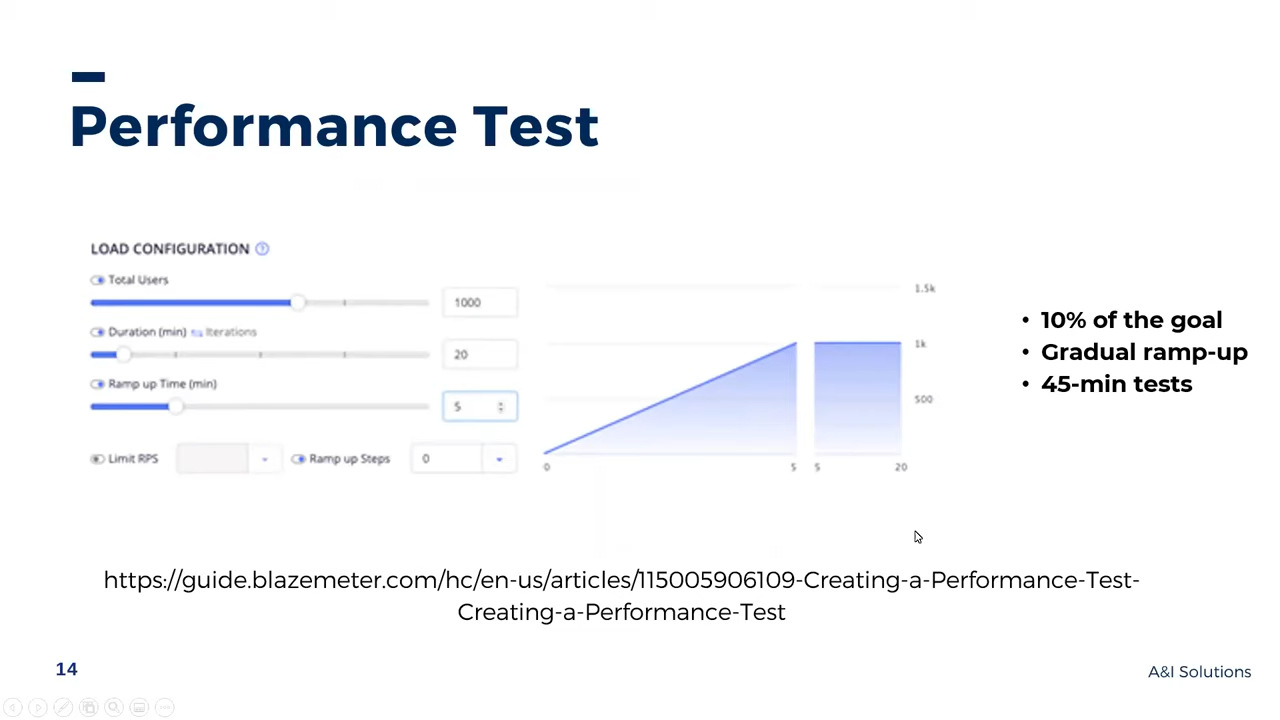 Performance Test
LOAD CONFIGURATION
Total Users
1000
Duration (min) Iterations
20
Ramp up Time (min)
5
Limit RPS
Ramp up Steps
0
1.5k
1k
500
0
5
5
20
• 10% of the goal
• Gradual ramp-up
• 45-min tests
https://guide.blazemeter.com/hc/en-us/articles/115005906109-Creating-a-Performance-Test-
Creating-a-Performance-Test
14
A&I Solutions